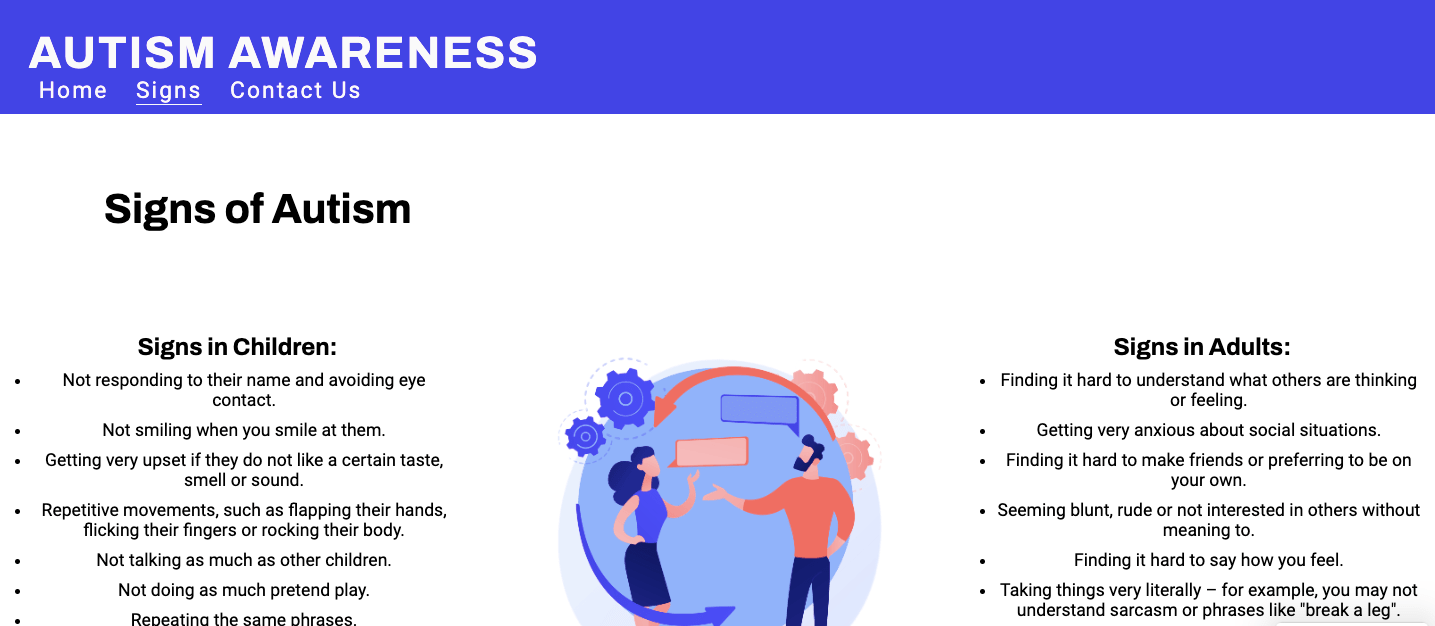 AUTISM AWARENESS
Home Signs Contact Us
Signs of Autism
Signs in Children:
• Not responding to their name and avoiding eye
contact.
• Not smiling when you smile at them.
• Getting very upset if they do not like a certain taste,
smell or sound.
• Repetitive movements, such as flapping their hands,
flicking their fingers or rocking their body.
• Not talking as much as other children.
• Not doing as much pretend play.
• Repeating the same phrases.
Signs in Adults:
• Finding it hard to understand what others are thinking
or feeling.
• Getting very anxious about social situations.
• Finding it hard to make friends or preferring to be on
your own.
• Seeming blunt, rude or not interested in others without
meaning to.
• Finding it hard to say how you feel.
• Taking things very literally – for example, you may not
understand sarcasm or phrases like "break a leg".